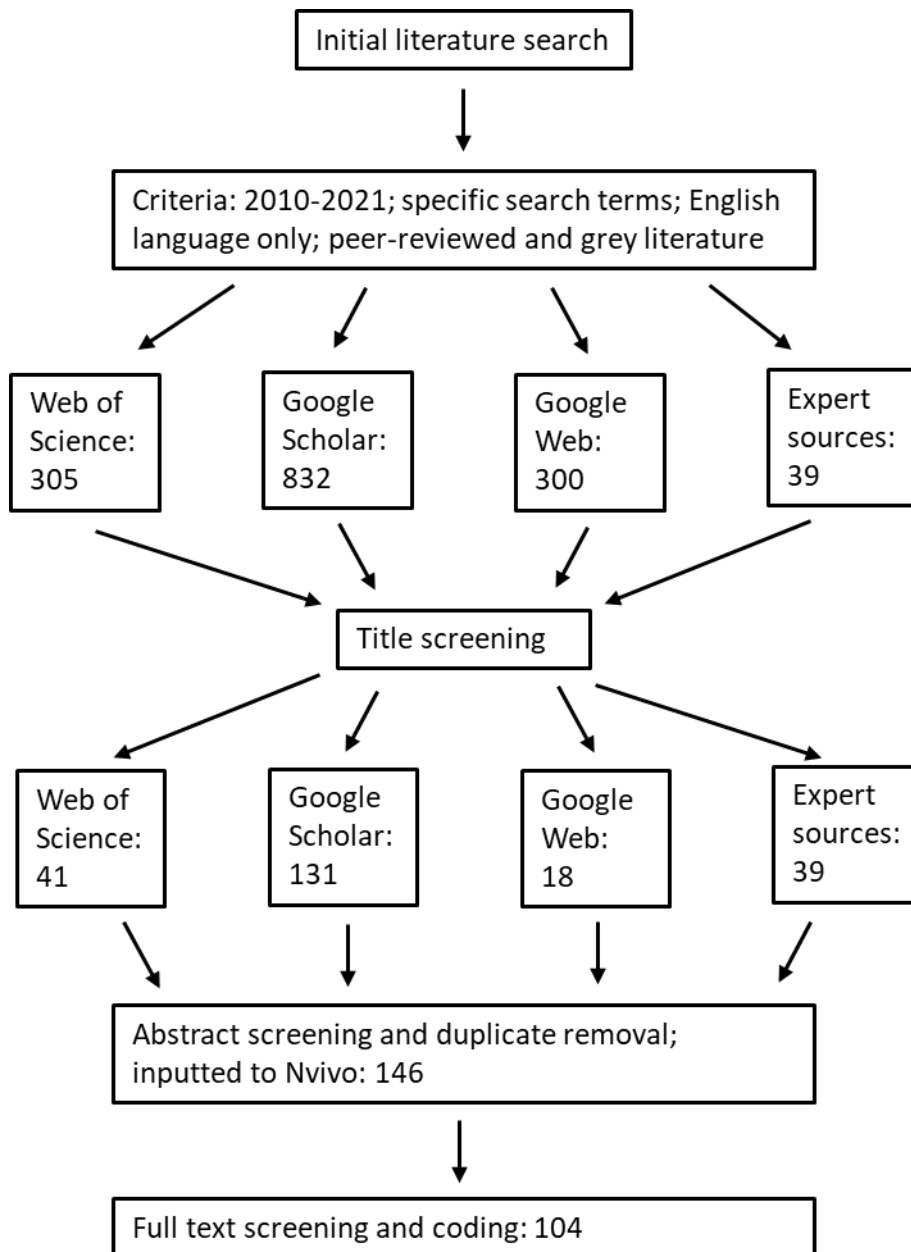 Initial literature search
Criteria: 2010-2021; specific search terms; English
language only; peer-reviewed and grey literature
Web of
Science:
305
Google
Scholar:
832
Google
Web:
300
Expert
sources:
39
Title screening
Web of
Science:
41
Google
Scholar:
131
Google
Web:
18
Expert
sources:
39
Abstract screening and duplicate removal;
inputted to Nvivo: 146
Full text screening and coding: 104